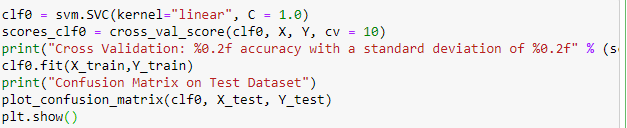 clf0 = svm.SVC(kernel="linear", C = 1.0)
scores_clf0 = cross_val_score(clf0, X, Y, cv = 10)
print("Cross Validation: %0.2f accuracy with a standard deviation of %0.2f" % (s
clf0.fit(X_train,Y_train)
print("Confusion Matrix on Test Dataset")
plot_confusion_matrix(clf0, X_test, Y_test)
plt.show()